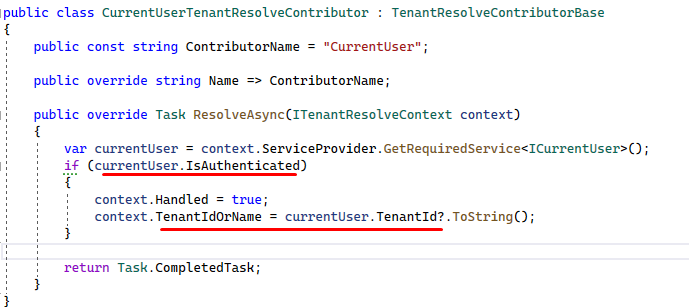 public class CurrentUserTenantResolveContributor : TenantResolveContributorBase
{
    public const string ContributorName = "CurrentUser";
    public override string Name => ContributorName;
    public override Task ResolveAsync(ITenantResolveContext context)
    {
        var currentUser = context.ServiceProvider.GetRequiredService<ICurrentUser>();
        if (currentUser.IsAuthenticated)
        {
            context.Handled = true;
            context.TenantIdOrName = currentUser.TenantId?.ToString();
        }
        return Task.CompletedTask;
    }
}